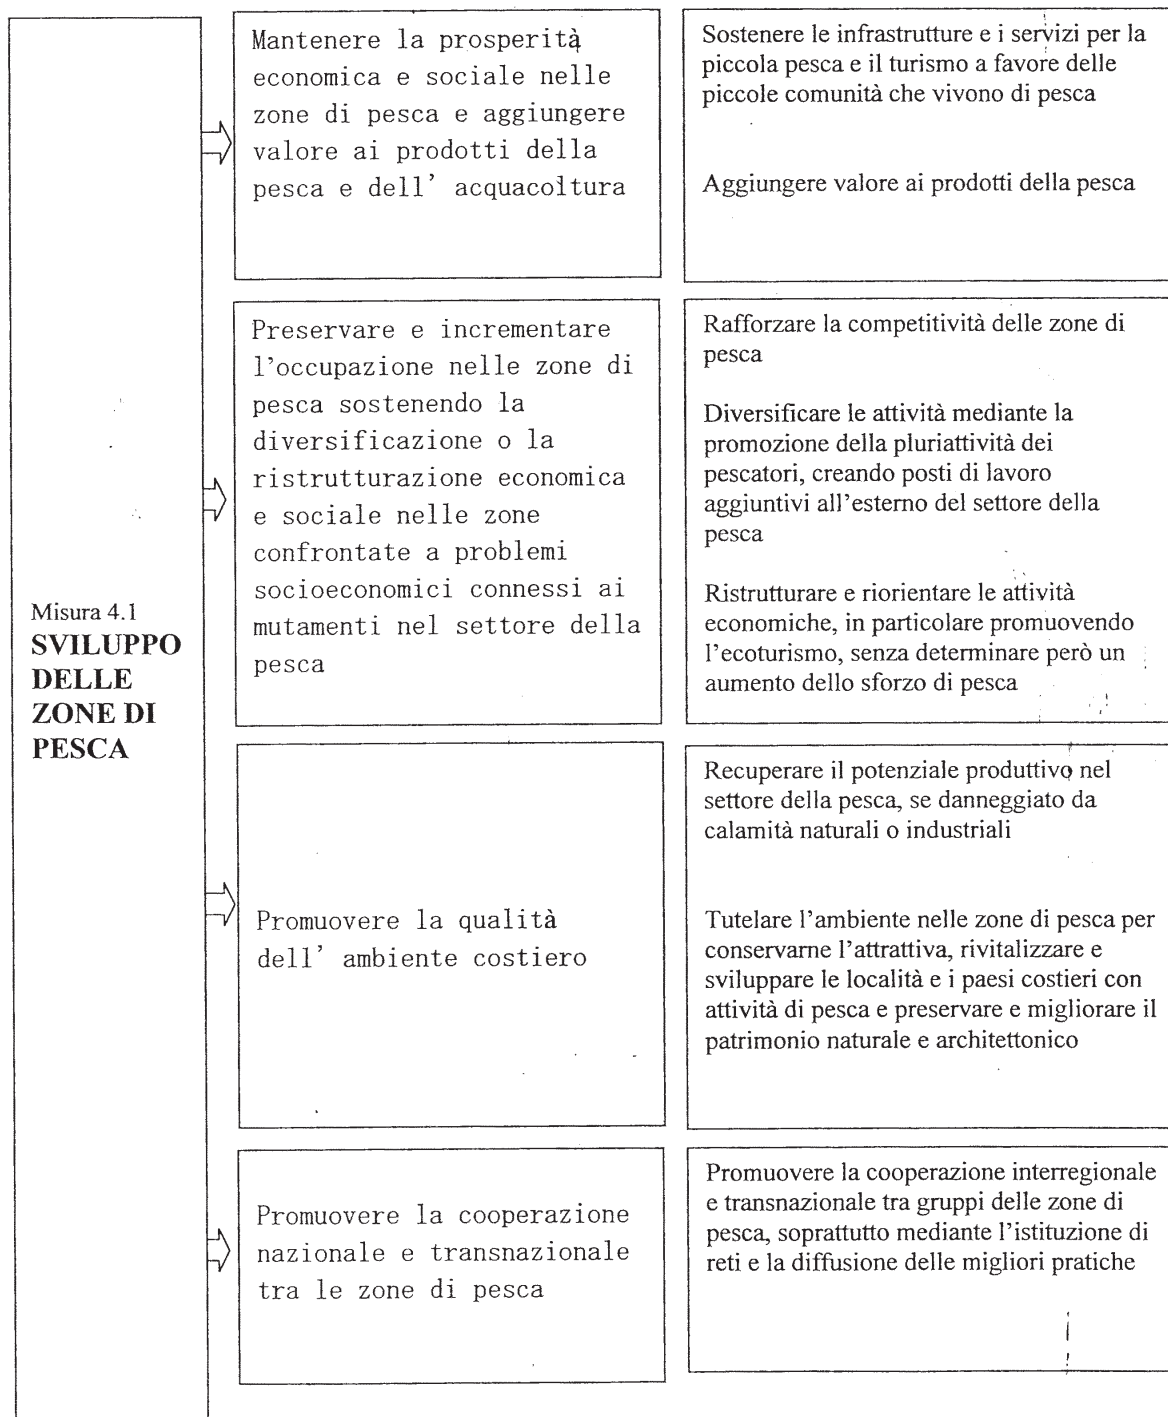 Misura 4.1
SVILUPPO
DELLE
ZONE DI
PESCA
Mantenere la prosperità
economica e sociale nelle
zone di pesca e aggiungere
valore ai prodotti della
pesca e dell' acquacoltura
Sostenere le infrastrutture e i servizi per la
piccola pesca e il turismo a favore delle
piccole comunità che vivono di pesca
Aggiungere valore ai prodotti della pesca
Preservare e incrementare
l'occupazione nelle zone di
pesca sostenendo la
diversificazione o la
ristrutturazione economica
e sociale nelle zone
confrontate a problemi
socioeconomici connessi ai
mutamenti nel settore della
pesca
Rafforzare la competitività delle zone di
pesca
Diversificare le attività mediante la
promozione della pluriattività dei
pescatori, creando posti di lavoro
aggiuntivi all'esterno del settore della
pesca
Ristrutturare e riorientare le attività
economiche, in particolare promuovendo
l'ecoturismo, senza determinare però un
aumento dello sforzo di pesca
Promuovere la qualità
dell' ambiente costiero
Recuperare il potenziale produttivo nel
settore della pesca, se danneggiato da
calamità naturali o industriali
Tutelare l'ambiente nelle zone di pesca per
conservarne l'attrattiva, rivitalizzare e
sviluppare le località e i paesi costieri con
attività di pesca e preservare e migliorare il
patrimonio naturale e architettonico
Promuovere la cooperazione
nazionale e transnazionale
tra le zone di pesca
Promuovere la cooperazione interregionale
e transnazionale tra gruppi delle zone di
pesca, soprattutto mediante l'istituzione di
reti e la diffusione delle migliori pratiche